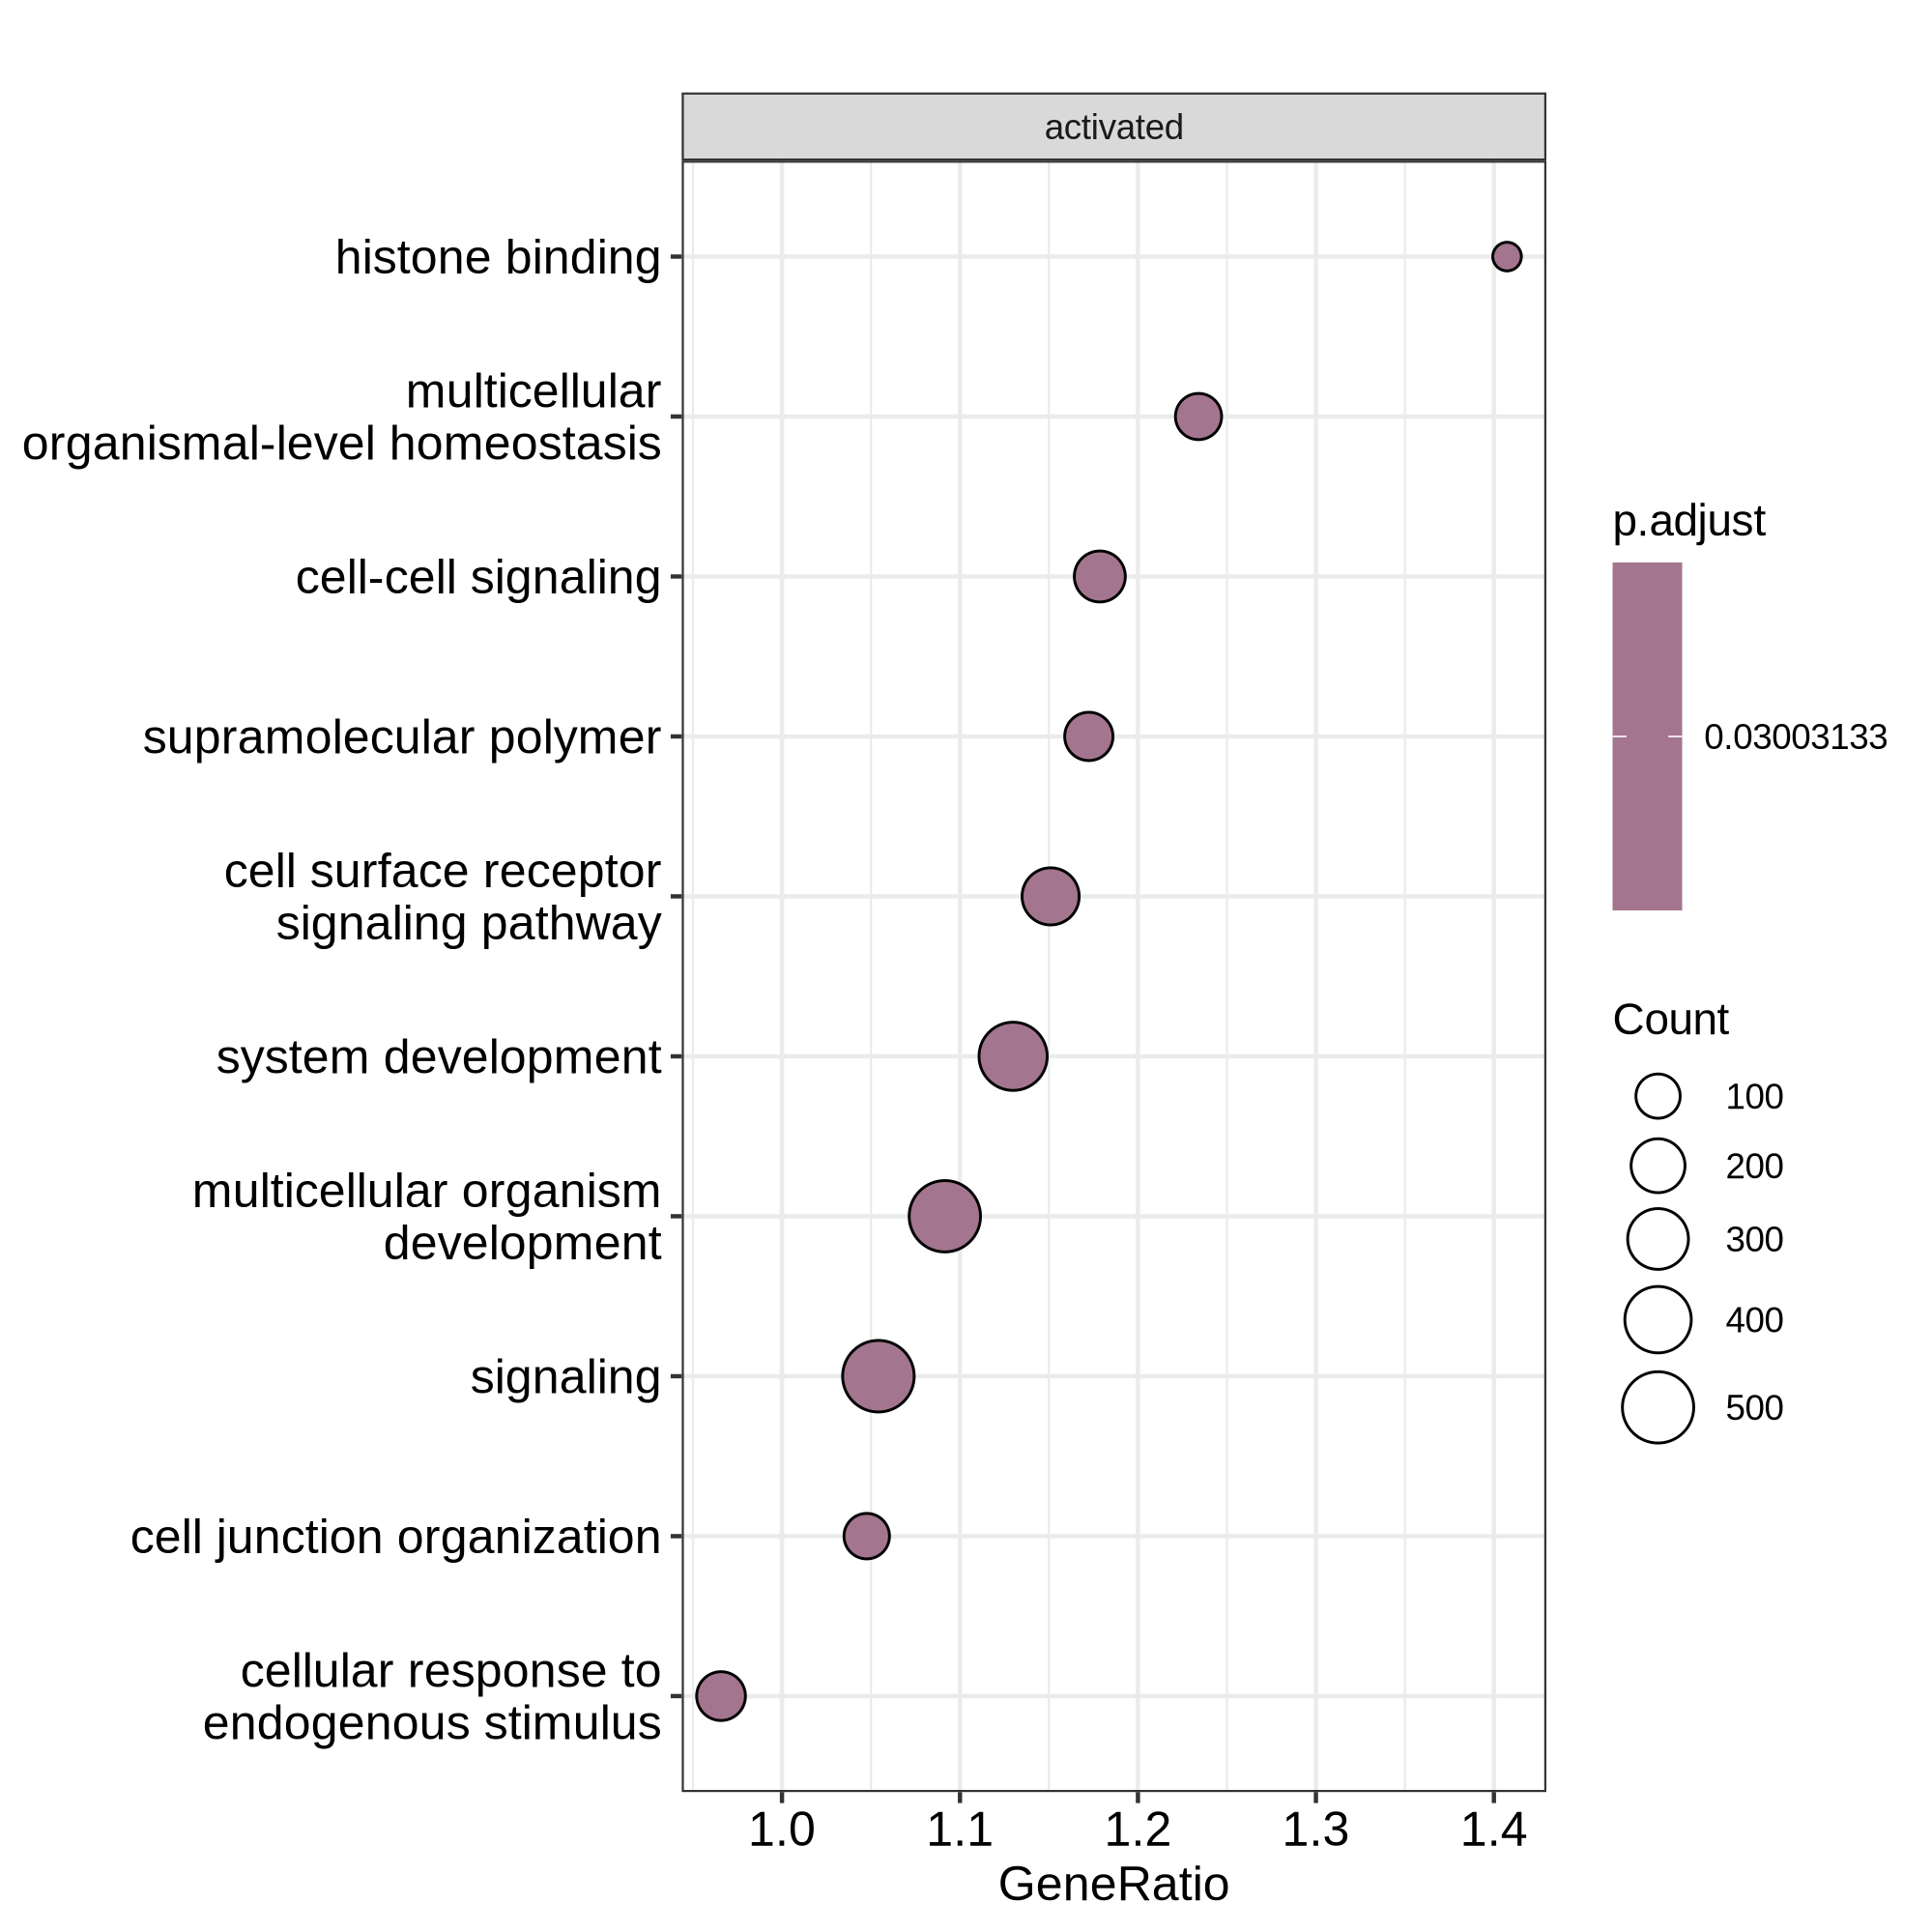 activated
histone binding
multicellular
organismal-level homeostasis
cell-cell signaling
supramolecular polymer
cell surface receptor
signaling pathway
system development
multicellular organism
development
signaling
cell junction organization
cellular response to
endogenous stimulus
1.0 1.1 1.2 1.3 1.4
GeneRatio
p.adjust
0.03003133
Count
100
200
300
400
500